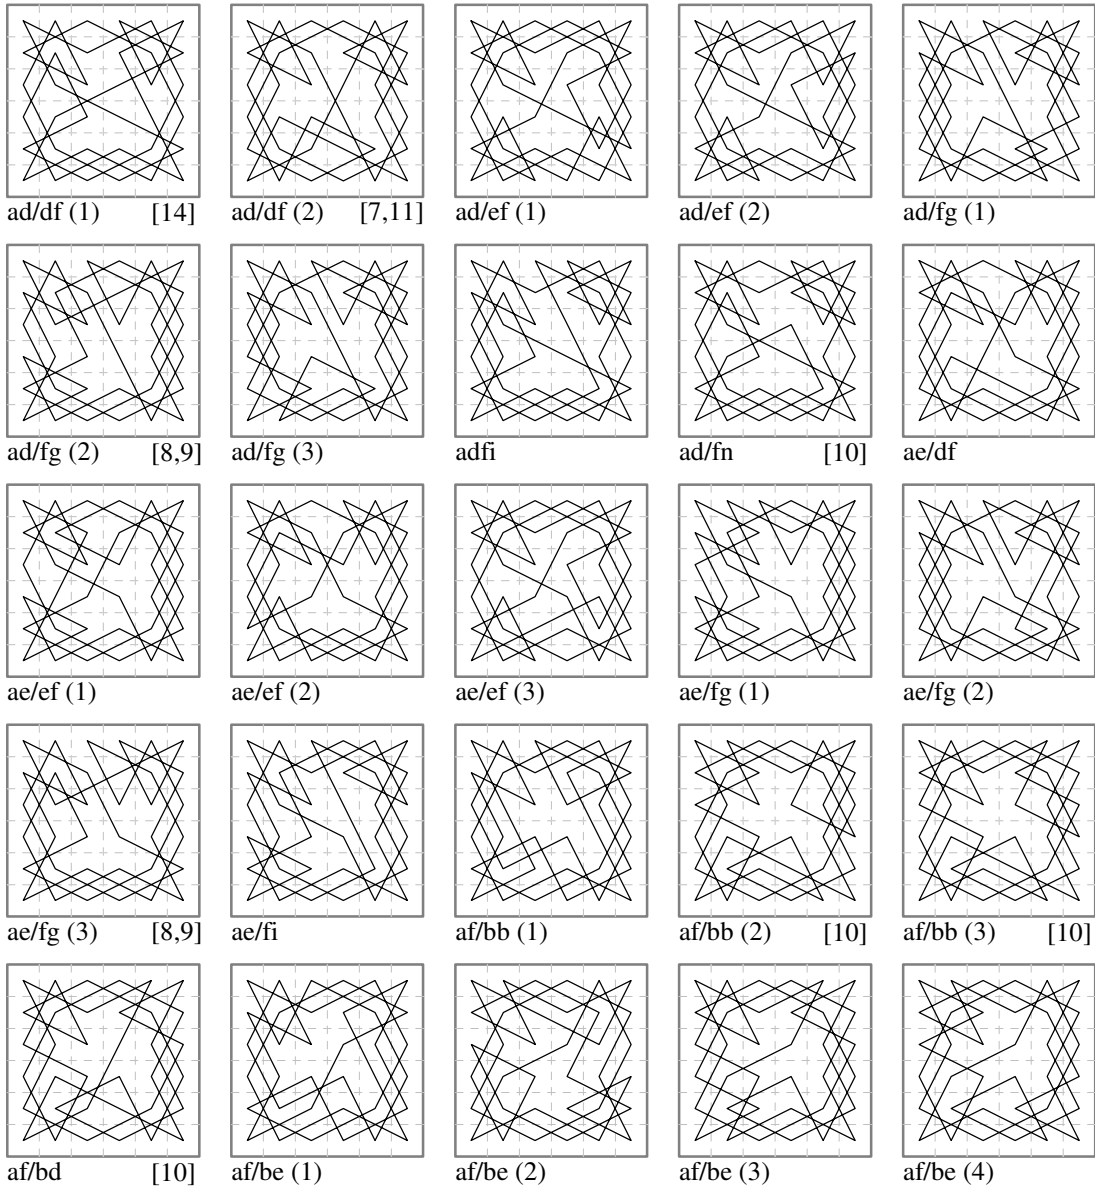 ad/df (1) [14] ad/df (2) [7,11] ad/ef (1) ad/ef (2) ad/fg (1)
ad/fg (2) [8,9] ad/fg (3) adfi ad/fn [10] ae/df
ae/ef (1) ae/ef (2) ae/ef (3) ae/fg (1) ae/fg (2)
ae/fg (3) [8,9] ae/fi af/bb (1) af/bb (2) [10] af/bb (3) [10]
af/bd [10] af/be (1) af/be (2) af/be (3) af/be (4)